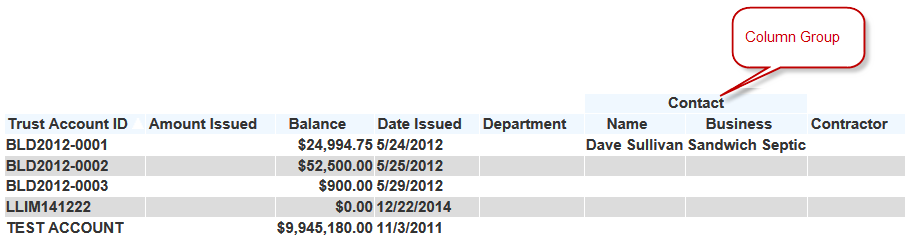 Column Group
Contact
Trust Account ID Amount Issued Balance Date Issued Department Name Business Contractor
BLD2012-0001 $24,994.75 5/24/2012 Dave Sullivan Sandwich Septic
BLD2012-0002 $52,500.00 5/25/2012
BLD2012-0003 $900.00 5/29/2012
LLIM141222 $0.00 12/22/2014
TEST ACCOUNT $9,945,180.00 11/3/2011